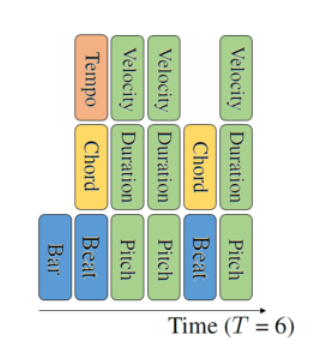 Tempo Velocity Velocity Velocity
Chord Duration Duration Chord Duration
Bar Beat Pitch Pitch Beat Pitch
Time (T = 6)